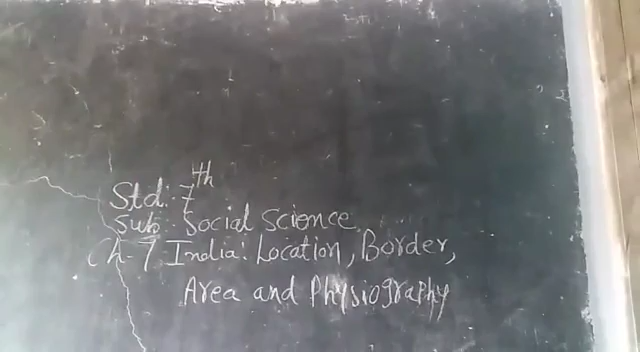 Std: 7th
Sub: Social science
Ch-7 India: Location, Border,
Area and Physiography